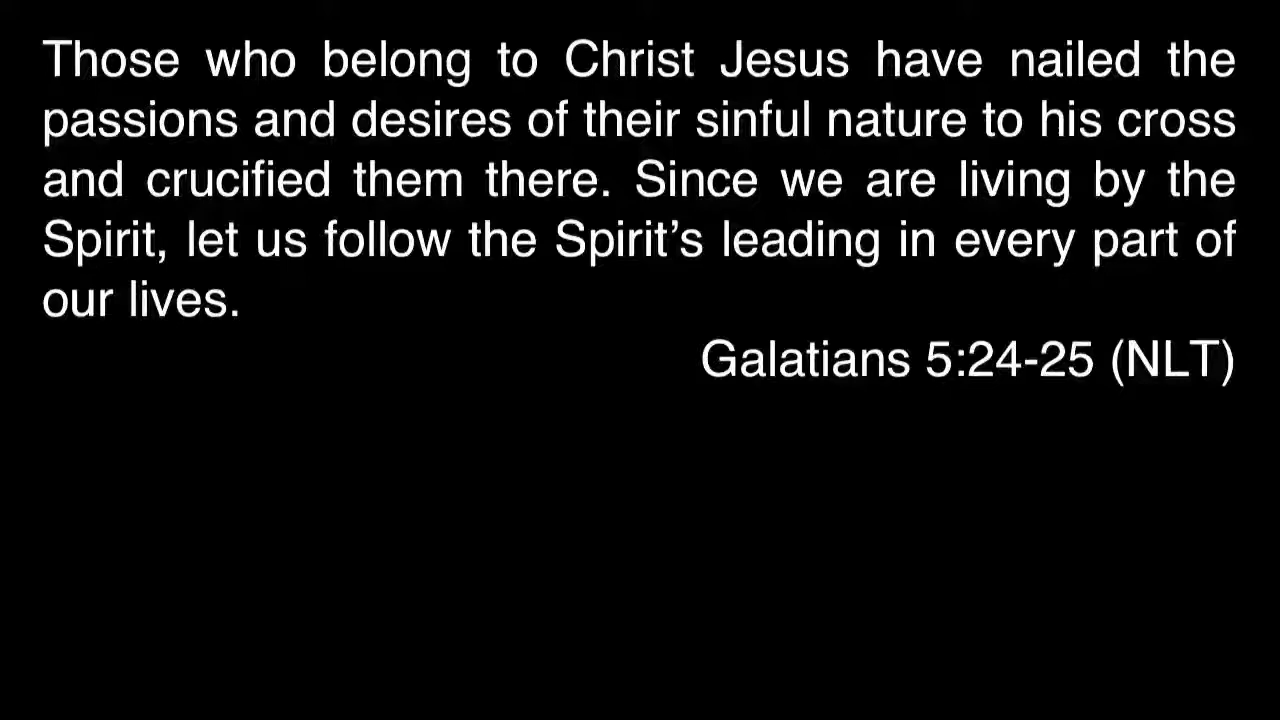 Those who belong to Christ Jesus have nailed the
passions and desires of their sinful nature to his cross
and crucified them there. Since we are living by the
Spirit, let us follow the Spirit’s leading in every part of
our lives.
Galatians 5:24-25 (NLT)